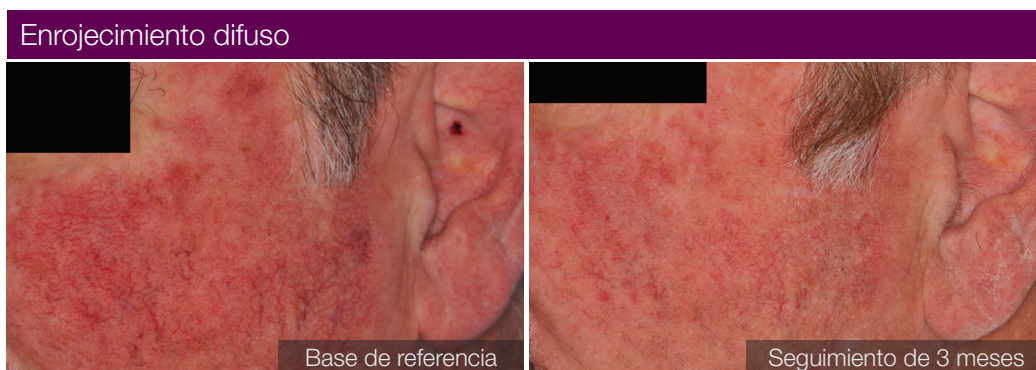 Enrojecimiento difuso
Base de referencia
Seguimiento de 3 meses